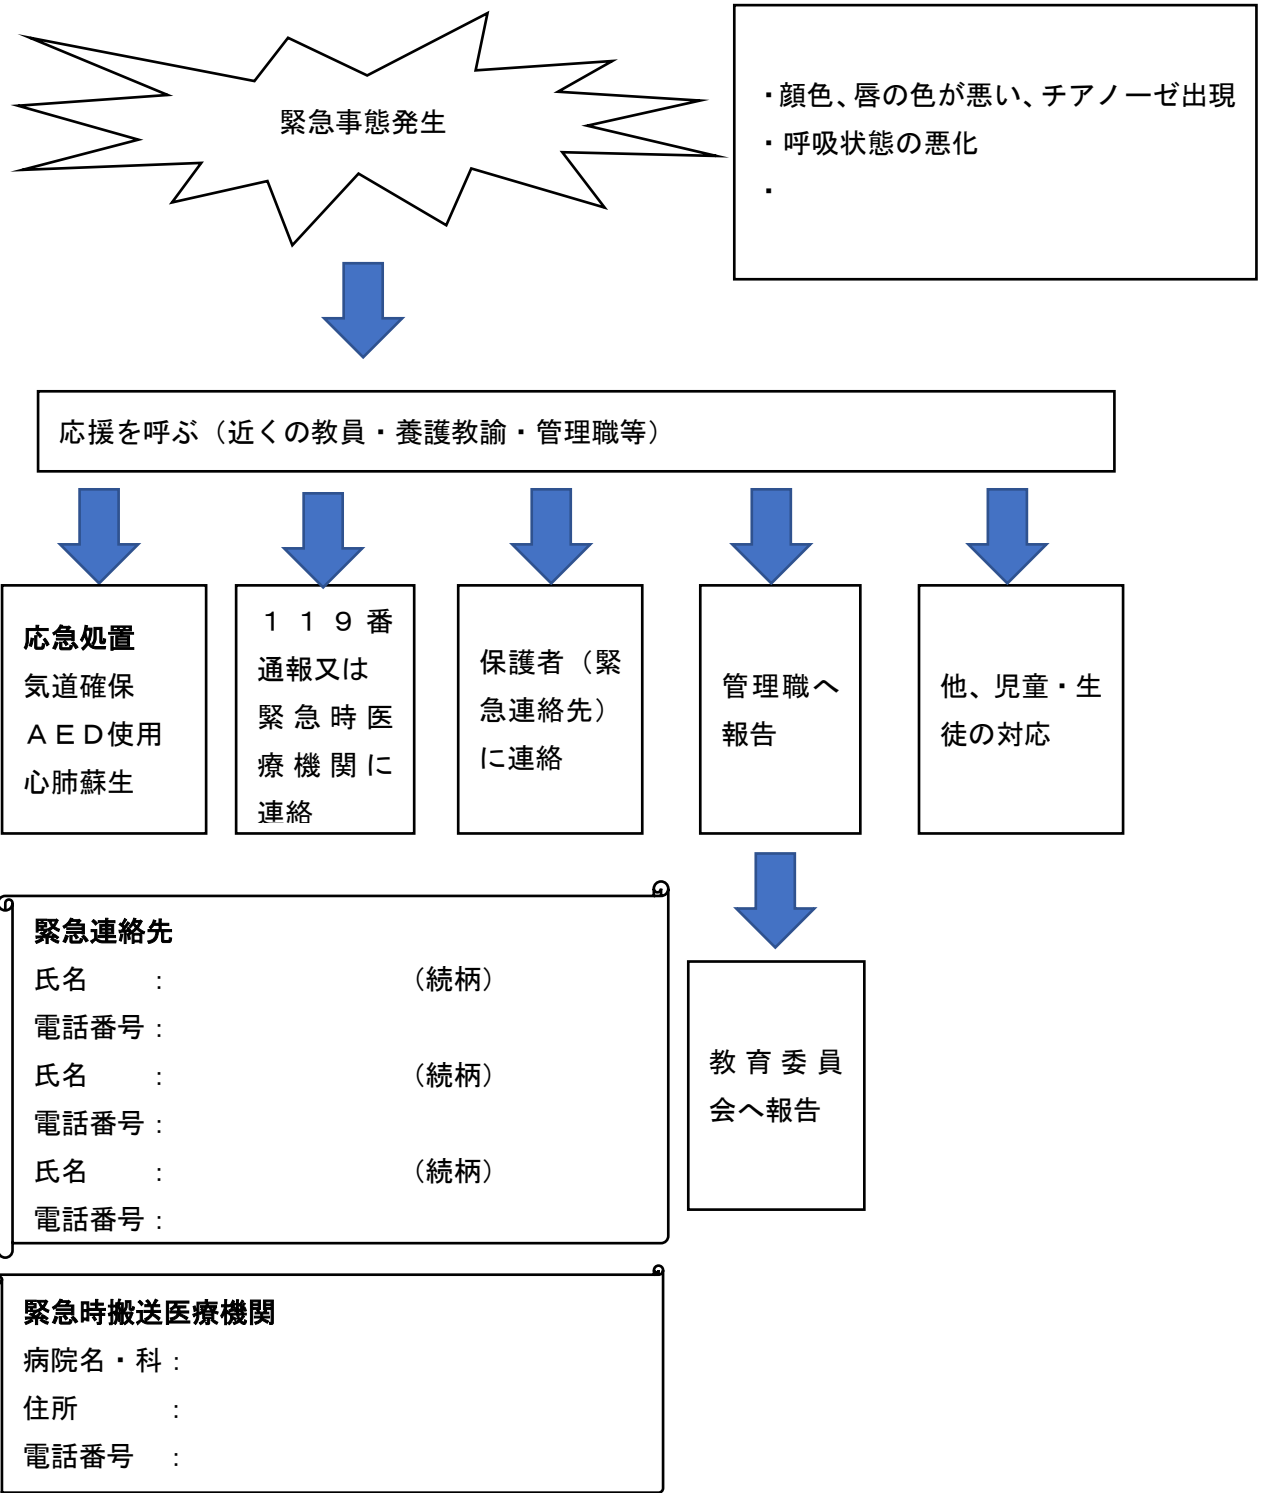 緊急事態発生
・顔色、唇の色が悪い、チアノーゼ出現
・呼吸状態の悪化
・
応援を呼ぶ（近くの教員・養護教諭・管理職等）
応急処置
気道確保
ＡＥＤ使用
心肺蘇生
１１９番
通報又は
緊急時医
療機関に
連絡
保護者（緊
急連絡先）
に連絡
管理職へ
報告
他、児童・生
徒の対応
教育委員
会へ報告
緊急連絡先
氏名　　：　　　　　　　　　（続柄）
電話番号：
氏名　　：　　　　　　　　　（続柄）
電話番号：
氏名　　：　　　　　　　　　（続柄）
電話番号：
緊急時搬送医療機関
病院名・科：
住所　　　：
電話番号　：